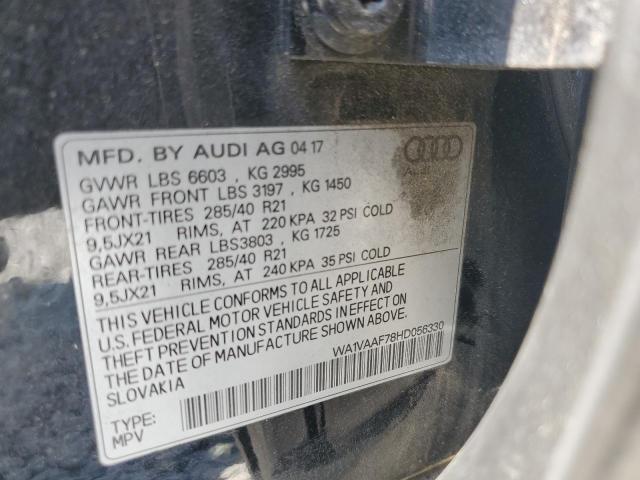 MFD. BY AUDI AG 04 17
Audi
GVWR LBS 6603 , KG 2995
GAWR FRONT LBS 3197 , KG 1450
FRONT-TIRES 285/40 R21
9,5JX21 RIMS, AT 220 KPA 32 PSI COLD
GAWR REAR LBS3803 , KG 1725
REAR-TIRES 285/40 R21
9,5JX21 RIMS, AT 240 KPA 35 PSI COLD
THIS VEHICLE CONFORMS TO ALL APPLICABLE
U.S. FEDERAL MOTOR VEHICLE SAFETY AND
THEFT PREVENTION STANDARDS IN EFFECT ON
THE DATE OF MANUFACTURE SHOWN ABOVE.
SLOVAKIA
WA1VAAF78HD056330
TYPE:
MPV